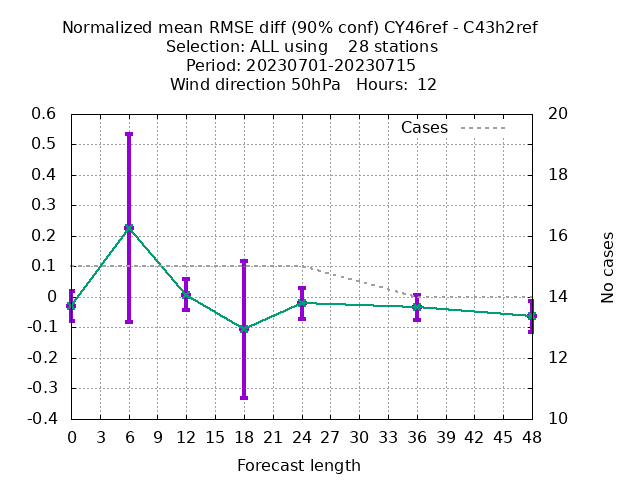 Normalized mean RMSE diff (90% conf) CY46ref - C43h2ref
Selection: ALL using    28 stations
Period: 20230701-20230715
Wind direction 50hPa   Hours:  12
Cases
0.6
0.5
0.4
0.3
0.2
0.1
0
-0.1
-0.2
-0.3
-0.4
20
18
16
14
12
10
No cases
0 3 6 9 12 15 18 21 24 27 30 33 36 39 42 45 48
Forecast length